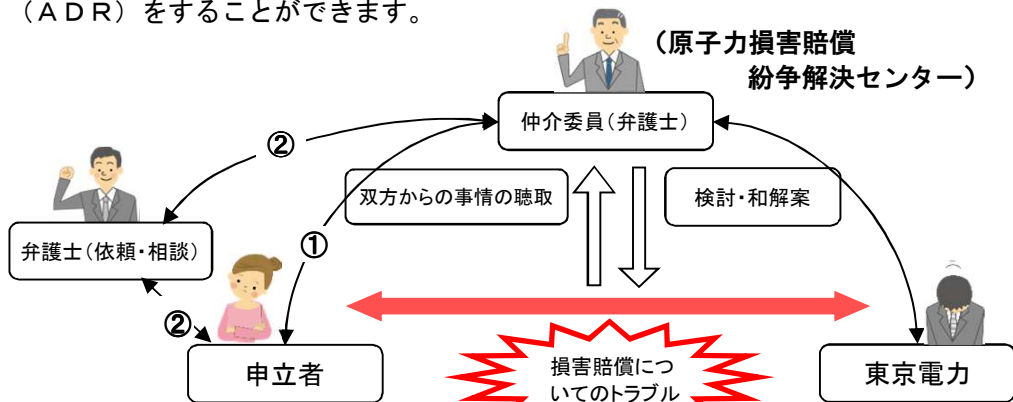 （ＡＤＲ）をすることができます。
（原子力損害賠償
紛争解決センター）
仲介委員（弁護士）
②
双方からの事情の聴取
検討・和解案
弁護士（依頼・相談）
①
②
申立者
損害賠償につ
いてのトラブル
東京電力